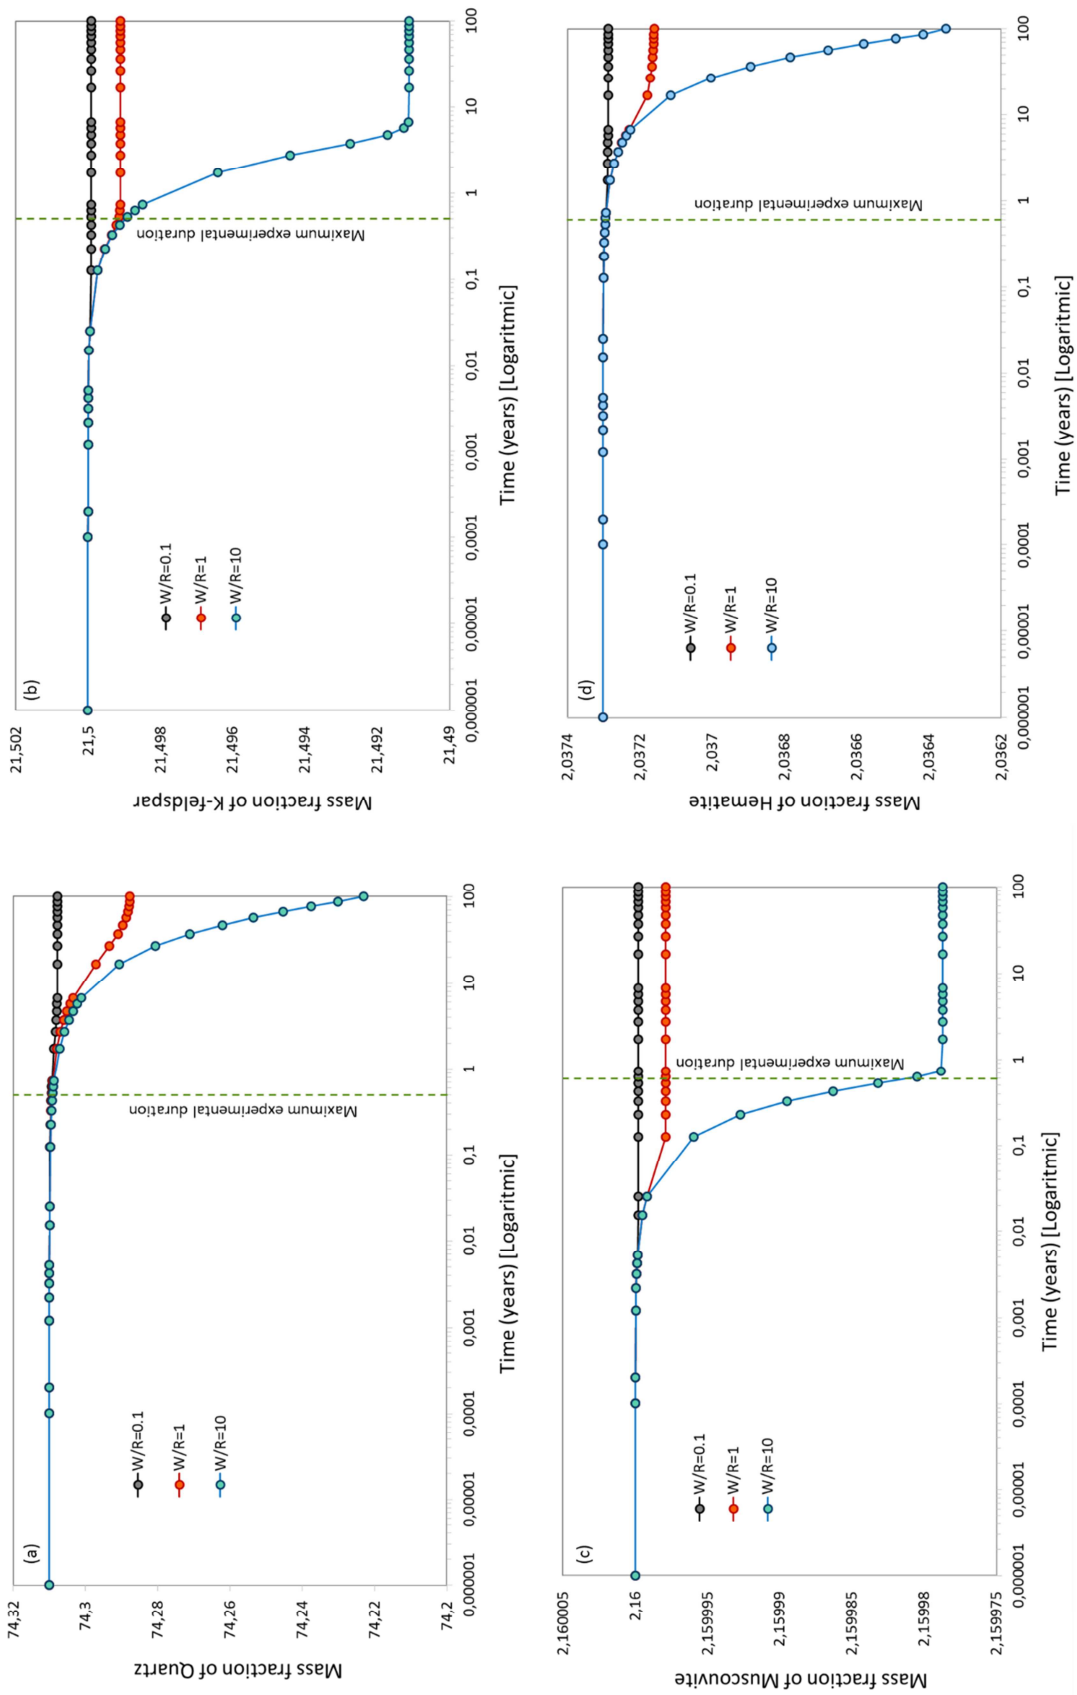 (a)
Mass fraction of Quartz
74,32
74,3
74,28
74,26
74,24
74,22
74,2
W/R=0.1
W/R=1
W/R=10
Maximum experimental duration
0,000001
0,00001
0,0001
0,001
0,01
0,1
1
10
100
Time (years) [Logaritmic]
(b)
Mass fraction of K-feldspar
21,502
21,5
21,498
21,496
21,494
21,492
21,49
W/R=0.1
W/R=1
W/R=10
Maximum experimental
duration
0,000001
0,00001
0,0001
0,001
0,01
0,1
1
10
100
Time (years) [Logaritmic]
(c)
Mass fraction of Muscouvite
2,160005
2,16
2,159995
2,15999
2,159985
2,15998
2,159975
W/R=0.1
W/R=1
W/R=10
Maximum experimental duration
0,000001
0,00001
0,0001
0,001
0,01
0,1
1
10
100
Time (years) [Logaritmic]
(d)
Mass fraction of Hematite
2,0374
2,0372
2,037
2,0368
2,0366
2,0364
2,0362
W/R=0.1
W/R=1
W/R=10
Maximum experimental
duration
0,000001
0,00001
0,0001
0,001
0,01
0,1
1
10
100
Time (years) [Logaritmic]